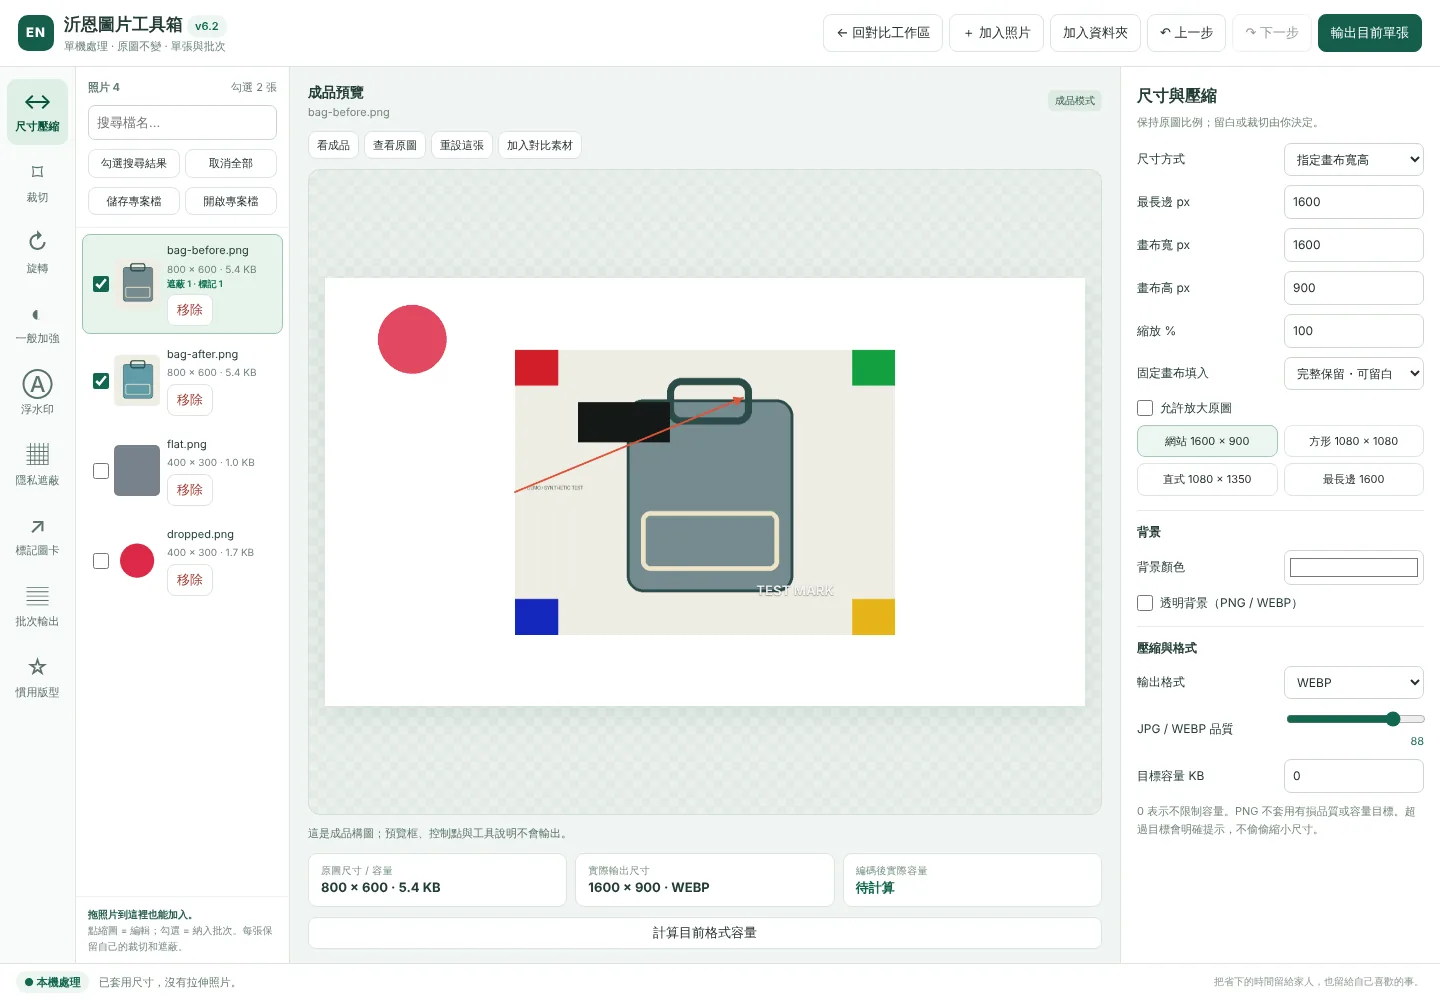 EN
沂恩圖片工具箱 v6.2
單機處理 · 原圖不變 · 單張與批次
← 回對比工作區
＋ 加入照片
加入資料夾
↶ 上一步
↷ 下一步
輸出目前單張
尺寸壓縮
裁切
旋轉
一般加強
A
浮水印
隱私遮蔽
標記圖卡
批次輸出
慣用版型
照片 4
勾選 2 張
搜尋檔名...
勾選搜尋結果
取消全部
儲存專案檔
開啟專案檔
bag-before.png
800 × 600 · 5.4 KB
遮蔽 1 · 標記 1
移除
bag-after.png
800 × 600 · 5.4 KB
移除
flat.png
400 × 300 · 1.0 KB
移除
dropped.png
400 × 300 · 1.7 KB
移除
拖照片到這裡也能加入。
點縮圖 = 編輯；勾選 = 納入批次。每張保
留自己的裁切和遮蔽。
成品預覽
bag-before.png
成品模式
看成品
查看原圖
重設這張
加入對比素材
SYNTHETIC TEST
TEST MARK
這是成品構圖；預覽框、控制點與工具說明不會輸出。
原圖尺寸 / 容量
800 × 600 · 5.4 KB
實際輸出尺寸
1600 × 900 · WEBP
編碼後實際容量
待計算
計算目前格式容量
尺寸與壓縮
保持原圖比例；留白或裁切由你決定。
尺寸方式
指定畫布寬高
最長邊 px
1600
畫布寬 px
1600
畫布高 px
900
縮放 %
100
固定畫布填入
完整保留・可留白
允許放大原圖
網站 1600 × 900
方形 1080 × 1080
直式 1080 × 1350
最長邊 1600
背景
背景顏色
透明背景（PNG / WEBP）
壓縮與格式
輸出格式
WEBP
JPG / WEBP 品質
88
目標容量 KB
0
0 表示不限制容量。PNG 不套用有損品質或容量目標。超
過目標會明確提示，不偷偷縮小尺寸。
本機處理
已套用尺寸，沒有拉伸照片。
把省下的時間留給家人，也留給自己喜歡的事。